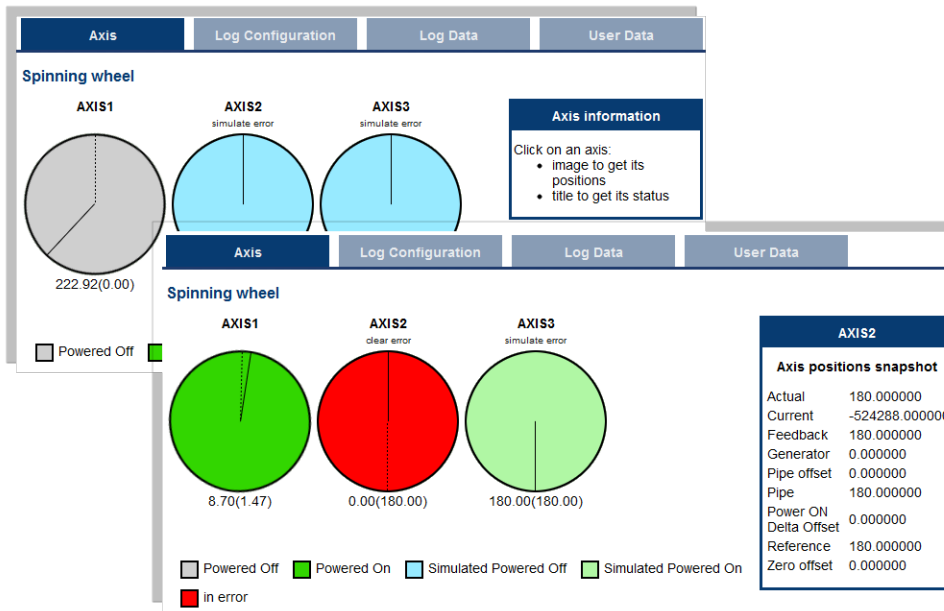 Axis Log Configuration Log Data User Data
Spinning wheel
AXIS1 AXIS2 AXIS3
simulate error simulate error
222.92(0.00)
Powered Off
Axis information
Click on an axis:
• image to get its
positions
• title to get its status
Axis Log Configuration Log Data User Data
Spinning wheel
AXIS1 AXIS2 AXIS3
clear error simulate error
8.70(1.47) 0.00(180.00) 180.00(180.00)
Powered Off Powered On Simulated Powered Off Simulated Powered On
in error
AXIS2
Axis positions snapshot
Actual 180.000000
Current -524288.000000
Feedback 180.000000
Generator 0.000000
Pipe offset 0.000000
Pipe 180.000000
Power ON
Delta Offset 0.000000
Reference 180.000000
Zero offset 0.000000